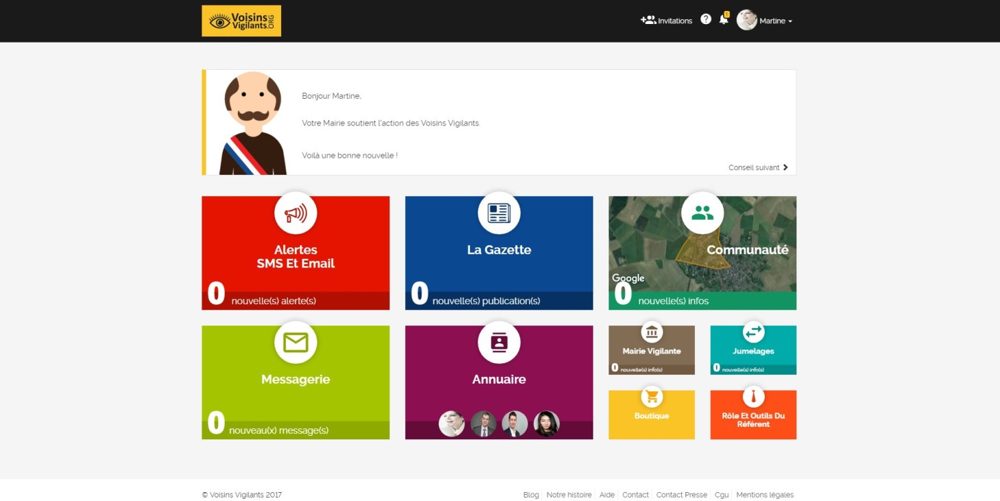 Voisins
Vigilants.ORG
Invitations
1
Martine
Bonjour Martine,
Votre Mairie soutient l'action des Voisins Vigilants.
Voilà une bonne nouvelle !
Conseil suivant
Alertes
SMS Et Email
0 nouvelle(s) alerte(s)
La Gazette
0 nouvelle(s) publication(s)
Communauté
Google
0 nouvelle(s) infos
Messagerie
0 nouveau(x) message(s)
Annuaire
Mairie Vigilante
0 nouvelle(s) info(s)
Jumelages
0 nouvelle(s) info(s)
Boutique
Rôle Et Outils Du
Référent
© Voisins Vigilants 2017
Blog Notre histoire Aide Contact Contact Presse Cgu Mentions légales